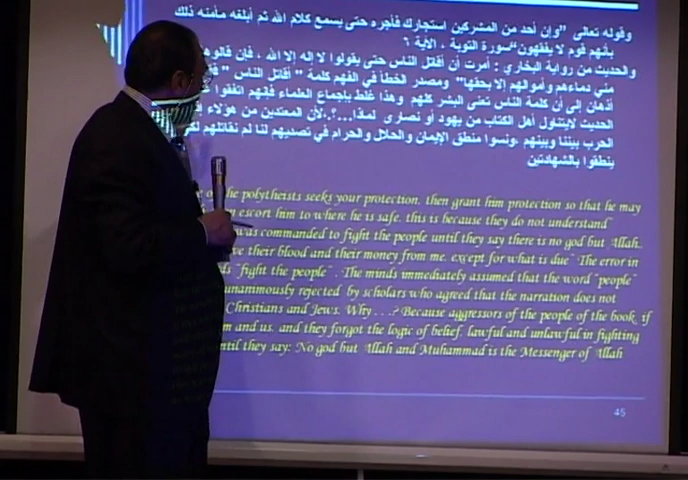 وقوله تعالى "وإن أحد من المشركين استجارك فأجره حتى يسمع كلام الله ثم أبلغه مأمنه ذلك
بأنهم قوم لا يفقهون" سورة التوبة ، الآية ٦
والحديث من رواية البخاري : أمرت أن أقاتل الناس حتى يقولوا لا إله إلا الله ، فإن قالوه
مني دماءهم وأموالهم إلا بحقها" ومصدر الخطأ في الفهم كلمة " أقاتل الناس "
أذهان إلى أن كلمة الناس تعني البشر كلهم وهذا غلط بإجماع العلماء فإنهم اتفقوا
الحديث لايتناول أهل الكتاب من يهود أو نصارى لماذا...؟.لأن المعتدين من هؤلاء
الحرب بيننا وبينهم ،ونسوا منطق الإيمان والحلال والحرام في تصديهم لنا لم نقاتلهم
ينطقوا بالشهادتين
the polytheists seeks your protection, then grant him protection so that he may
escort him to where he is safe. this is because they do not understand
was commanded to fight the people until they say there is no god but Allah.
their blood and their money from me, except for what is due" The error in
"fight the people" . The minds immediately assumed that the word "people"
unanimously rejected by scholars who agreed that the narration does not
Christians and Jews. Why . . .? Because aggressors of the people of the book, if
and us, and they forgot the logic of belief, lawful and unlawful in fighting
until they say: No god but Allah and Muhammad is the Messenger of Allah
45